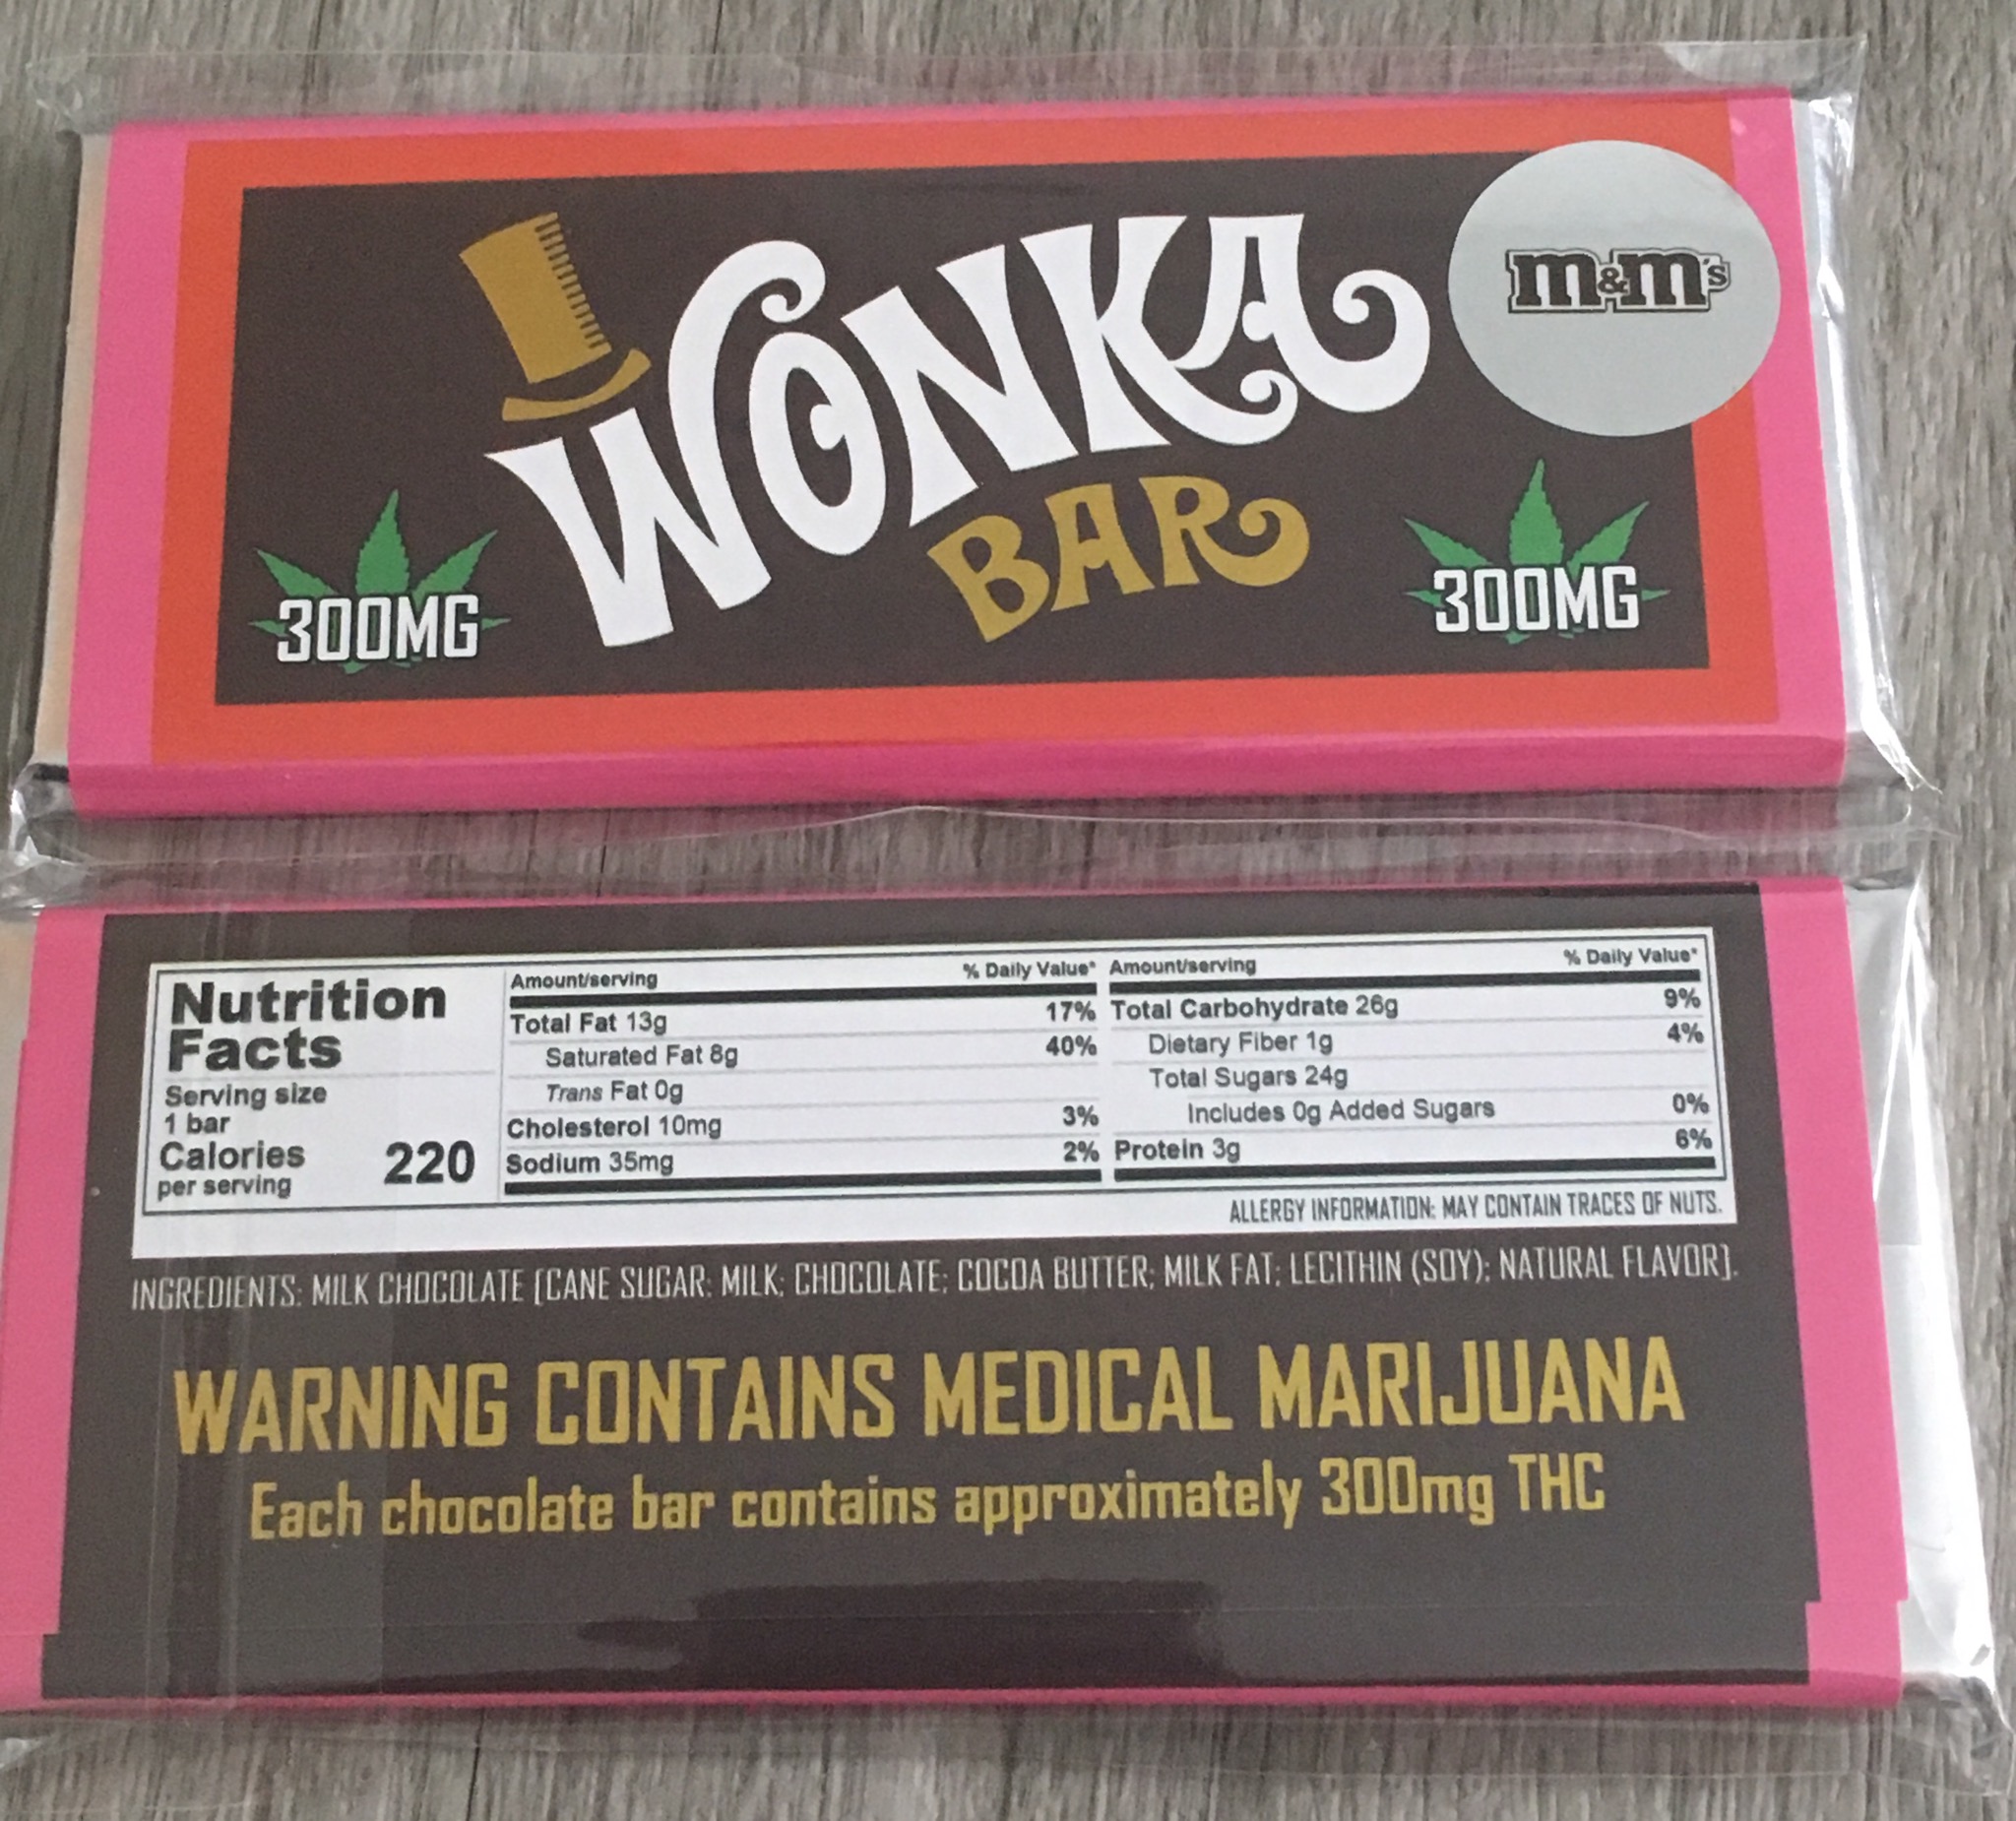 WONKA
BAR
m&m's
300MG
300MG
Nutrition
Facts
Serving size
1 bar
Calories 220
per serving
Amount/serving % Daily Value*
Total Fat 13g 17%
Saturated Fat 8g 40%
Trans Fat 0g
Cholesterol 10mg 3%
Sodium 35mg 2%
Amount/serving % Daily Value*
Total Carbohydrate 26g 9%
Dietary Fiber 1g 4%
Total Sugars 24g
Includes 0g Added Sugars 0%
Protein 3g 6%
ALLERGY INFORMATION: MAY CONTAIN TRACES OF NUTS.
INGREDIENTS: MILK CHOCOLATE [CANE SUGAR; MILK; CHOCOLATE; COCOA BUTTER; MILK FAT; LECITHIN (SOY); NATURAL FLAVOR].
WARNING CONTAINS MEDICAL MARIJUANA
Each chocolate bar contains approximately 300mg THC